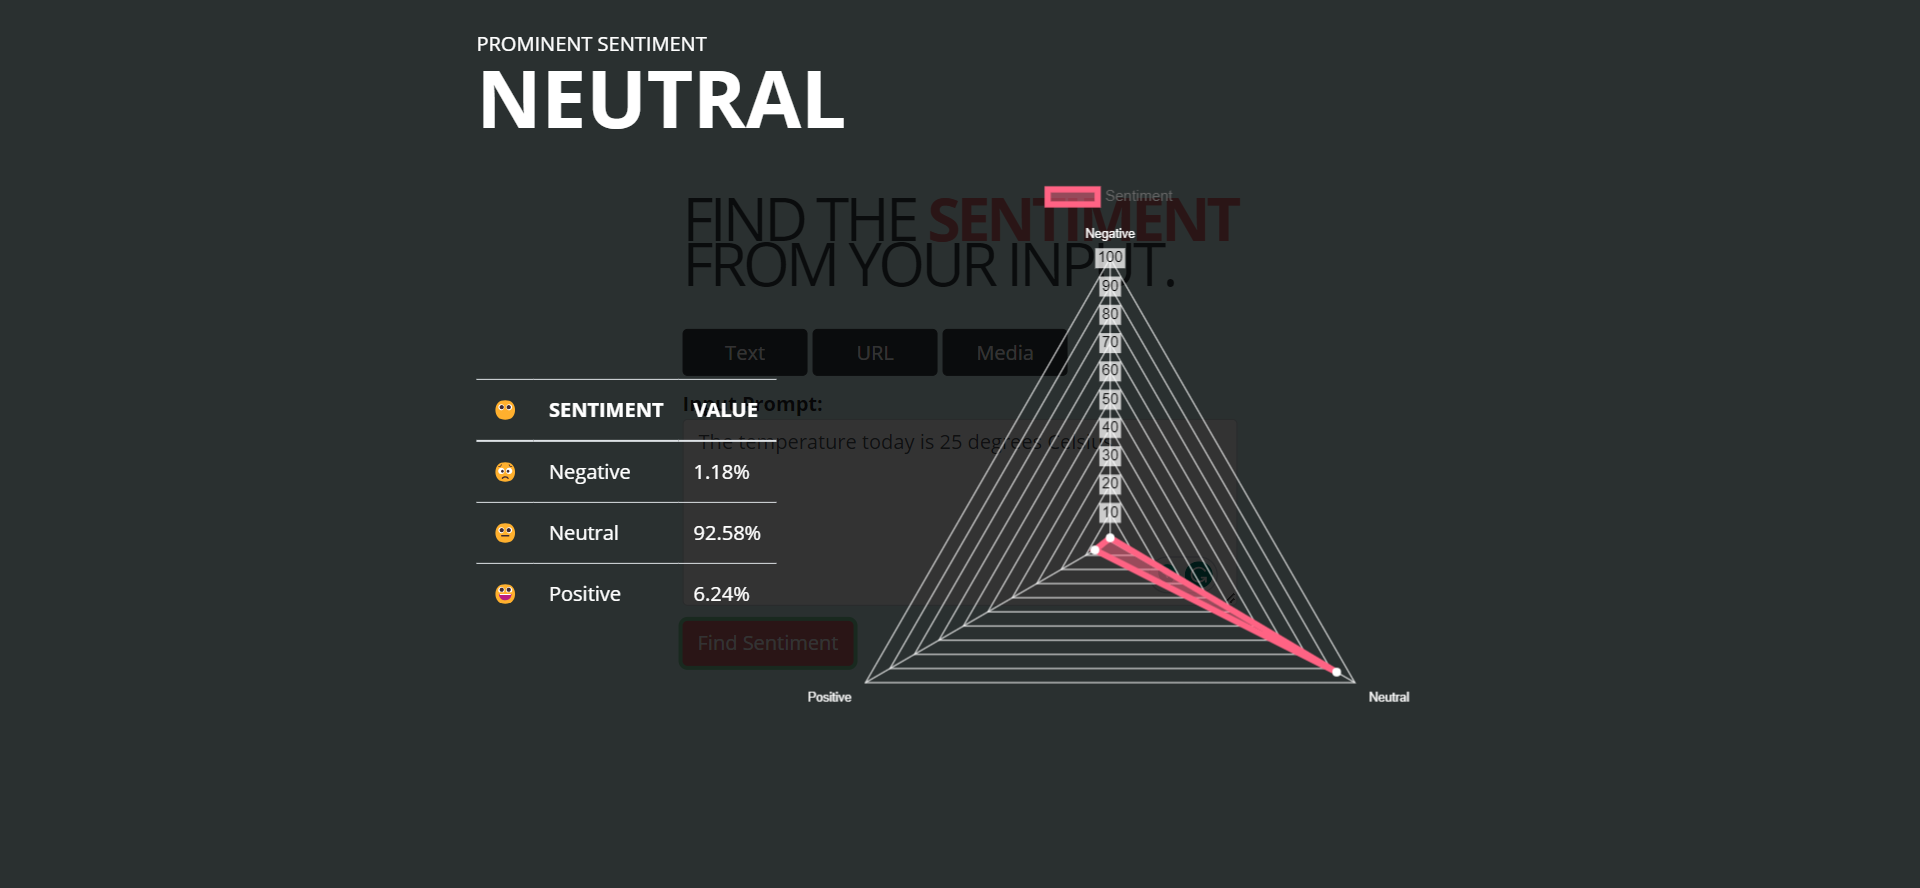 PROMINENT SENTIMENT
NEUTRAL
FIND THE SENTIMENT
FROM YOUR INPUT.
Text
URL
Media
Input Prompt:
The temperature today is 25 degrees Celsius
Find Sentiment
SENTIMENT VALUE
Negative 1.18%
Neutral 92.58%
Positive 6.24%
Sentiment
Negative
100
90
80
70
60
50
40
30
20
10
Positive
Neutral